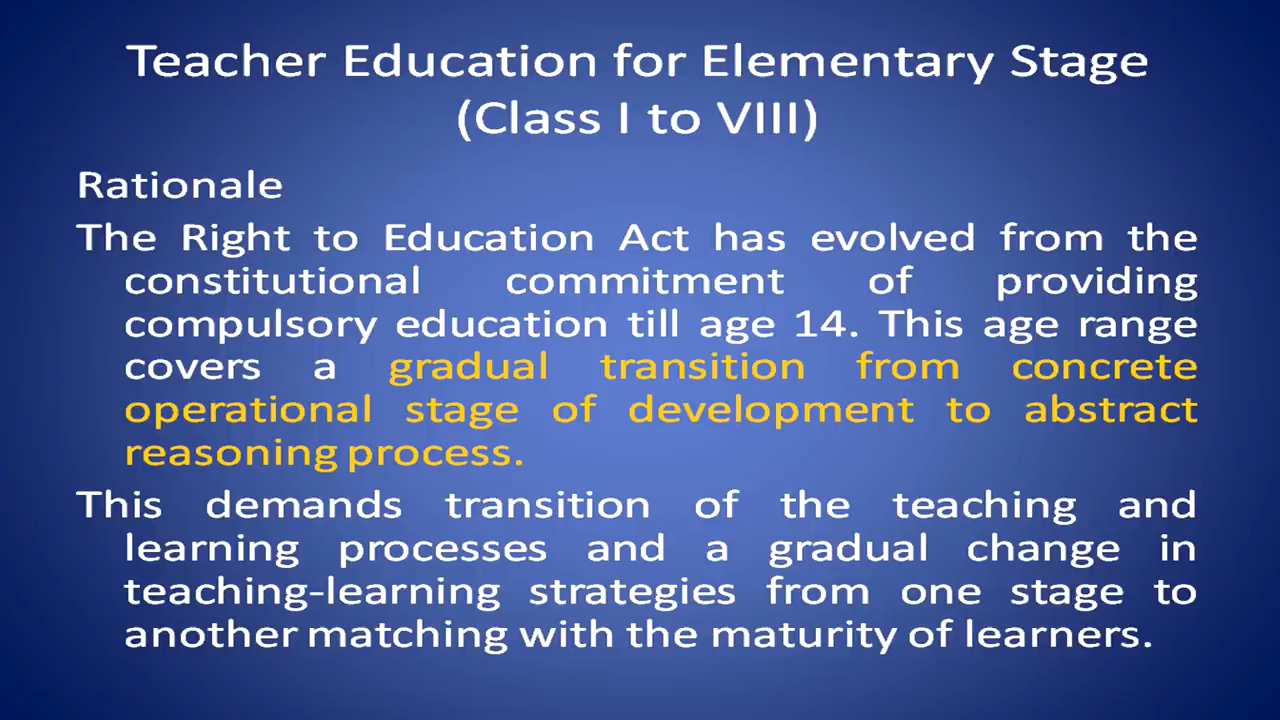 Teacher Education for Elementary Stage
(Class I to VIII)
Rationale
The Right to Education Act has evolved from the
constitutional commitment of providing
compulsory education till age 14. This age range
covers a gradual transition from concrete
operational stage of development to abstract
reasoning process.
This demands transition of the teaching and
learning processes and a gradual change in
teaching-learning strategies from one stage to
another matching with the maturity of learners.